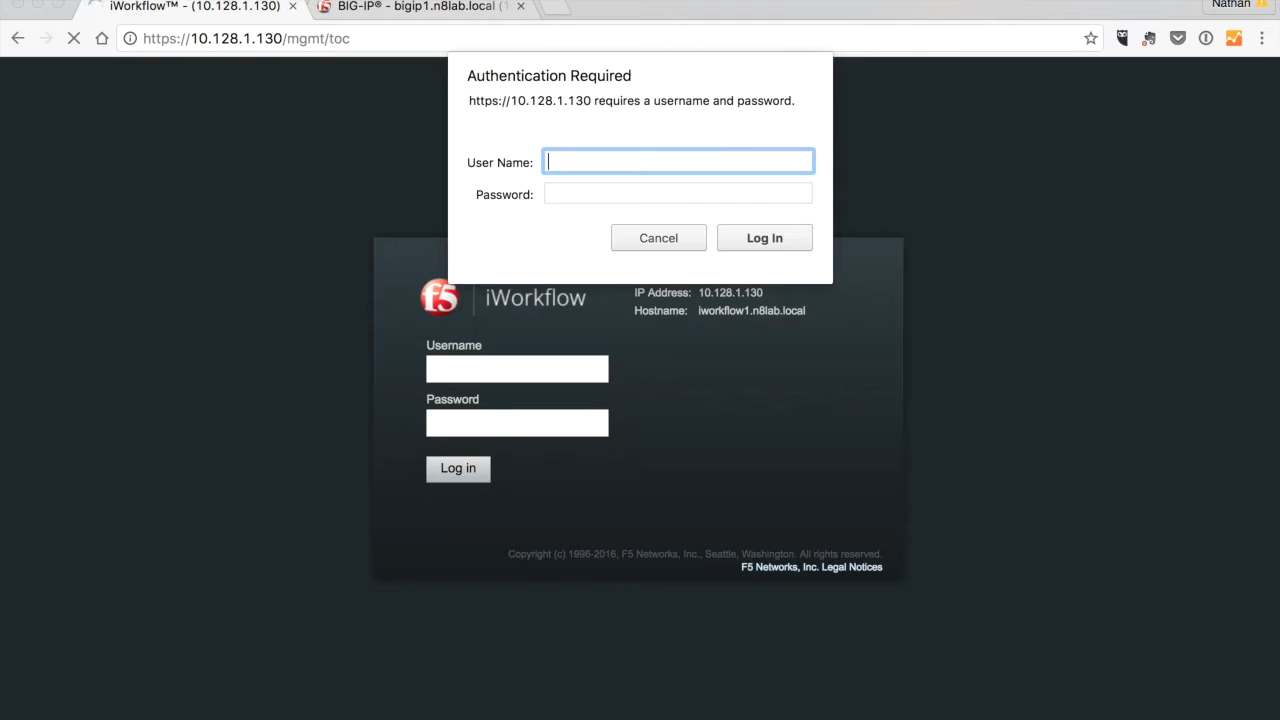 Nathan
iWorkflow™ - (10.128.1.130)
BIG-IP® - bigip1.n8lab.local (1
https://10.128.1.130/mgmt/toc
Authentication Required
https://10.128.1.130 requires a username and password.
User Name:
Password:
Cancel
Log In
f5
iWorkflow
IP Address: 10.128.1.130
Hostname: iworkflow1.n8lab.local
Username
Password
Log in
Copyright (c) 1996-2016, F5 Networks, Inc., Seattle, Washington. All rights reserved.
F5 Networks, Inc. Legal Notices